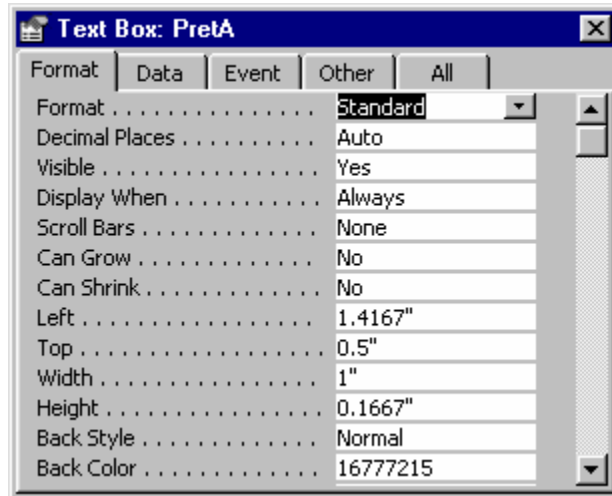 Text Box: PretA
Format Data Event Other All
Format . . . . . . . . . . . . . . . . Standard
Decimal Places . . . . . . . . . . Auto
Visible . . . . . . . . . . . . . . . . . Yes
Display When . . . . . . . . . . . Always
Scroll Bars . . . . . . . . . . . . . . None
Can Grow . . . . . . . . . . . . . . No
Can Shrink . . . . . . . . . . . . . No
Left . . . . . . . . . . . . . . . . . . . 1.4167"
Top . . . . . . . . . . . . . . . . . . . 0.5"
Width . . . . . . . . . . . . . . . . . 1"
Height . . . . . . . . . . . . . . . . . 0.1667"
Back Style . . . . . . . . . . . . . . Normal
Back Color . . . . . . . . . . . . . 16777215